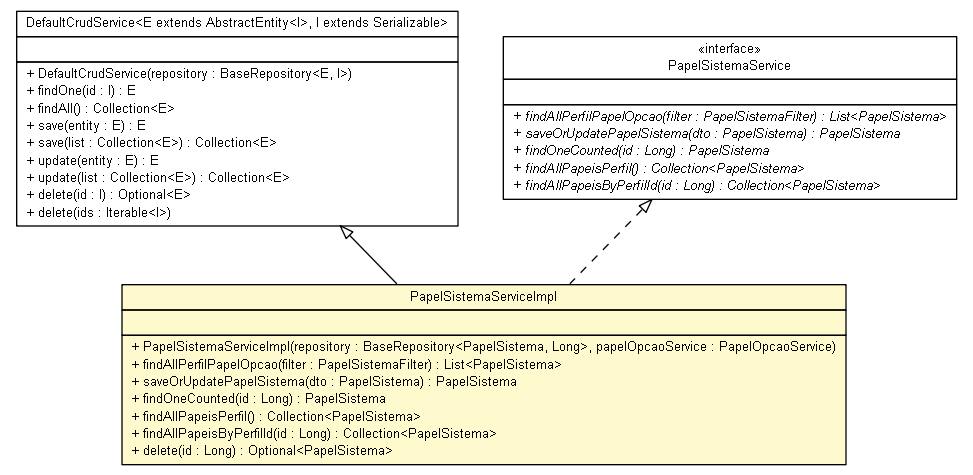 DefaultCrudService<E extends AbstractEntity<I>, I extends Serializable>
+ DefaultCrudService(repository : BaseRepository<E, I>)
+ findOne(id : I) : E
+ findAll() : Collection<E>
+ save(entity : E) : E
+ save(list : Collection<E>) : Collection<E>
+ update(entity : E) : E
+ update(list : Collection<E>) : Collection<E>
+ delete(id : I) : Optional<E>
+ delete(ids : Iterable<I>)
«interface»
PapelSistemaService
+ findAllPerfilPapelOpcao(filter : PapelSistemaFilter) : List<PapelSistema>
+ saveOrUpdatePapelSistema(dto : PapelSistema) : PapelSistema
+ findOneCounted(id : Long) : PapelSistema
+ findAllPapeisPerfil() : Collection<PapelSistema>
+ findAllPapeisByPerfilId(id : Long) : Collection<PapelSistema>
PapelSistemaServiceImpl
+ PapelSistemaServiceImpl(repository : BaseRepository<PapelSistema, Long>, papelOpcaoService : PapelOpcaoService)
+ findAllPerfilPapelOpcao(filter : PapelSistemaFilter) : List<PapelSistema>
+ saveOrUpdatePapelSistema(dto : PapelSistema) : PapelSistema
+ findOneCounted(id : Long) : PapelSistema
+ findAllPapeisPerfil() : Collection<PapelSistema>
+ findAllPapeisByPerfilId(id : Long) : Collection<PapelSistema>
+ delete(id : Long) : Optional<PapelSistema>